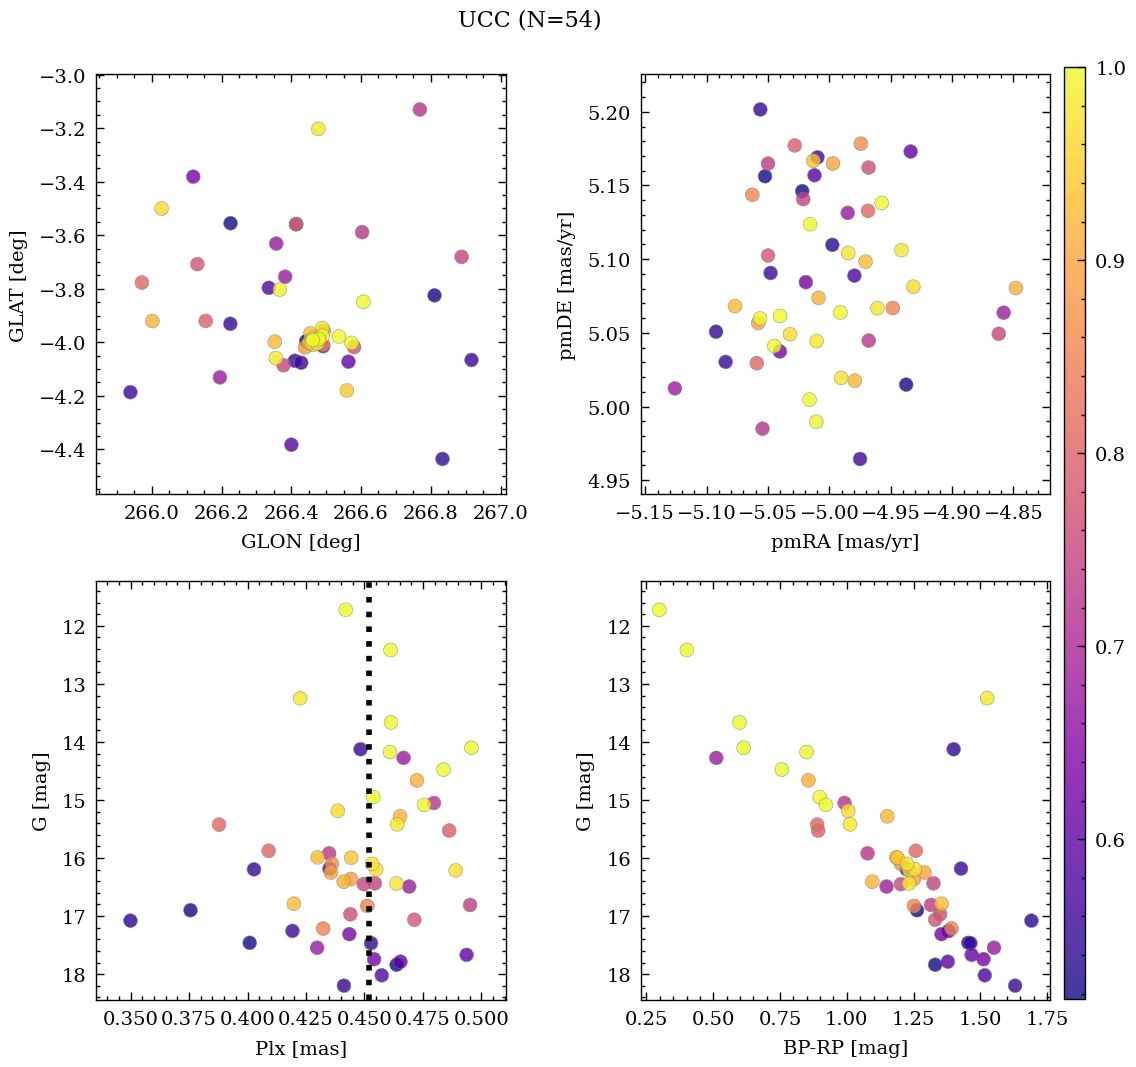 UCC (N=54)
−3.0
−3.2
−3.4
−3.6
−3.8
−4.0
−4.2
−4.4
GLAT [deg]
266.0 266.2 266.4 266.6 266.8 267.0
GLON [deg]
5.20
5.15
5.10
5.05
5.00
4.95
pmDE [mas/yr]
−5.15 −5.10 −5.05 −5.00 −4.95 −4.90 −4.85
pmRA [mas/yr]
1.0
0.9
0.8
0.7
0.6
12
13
14
15
16
17
18
G [mag]
0.350 0.375 0.400 0.425 0.450 0.475 0.500
Plx [mas]
12
13
14
15
16
17
18
G [mag]
0.25 0.50 0.75 1.00 1.25 1.50 1.75
BP-RP [mag]